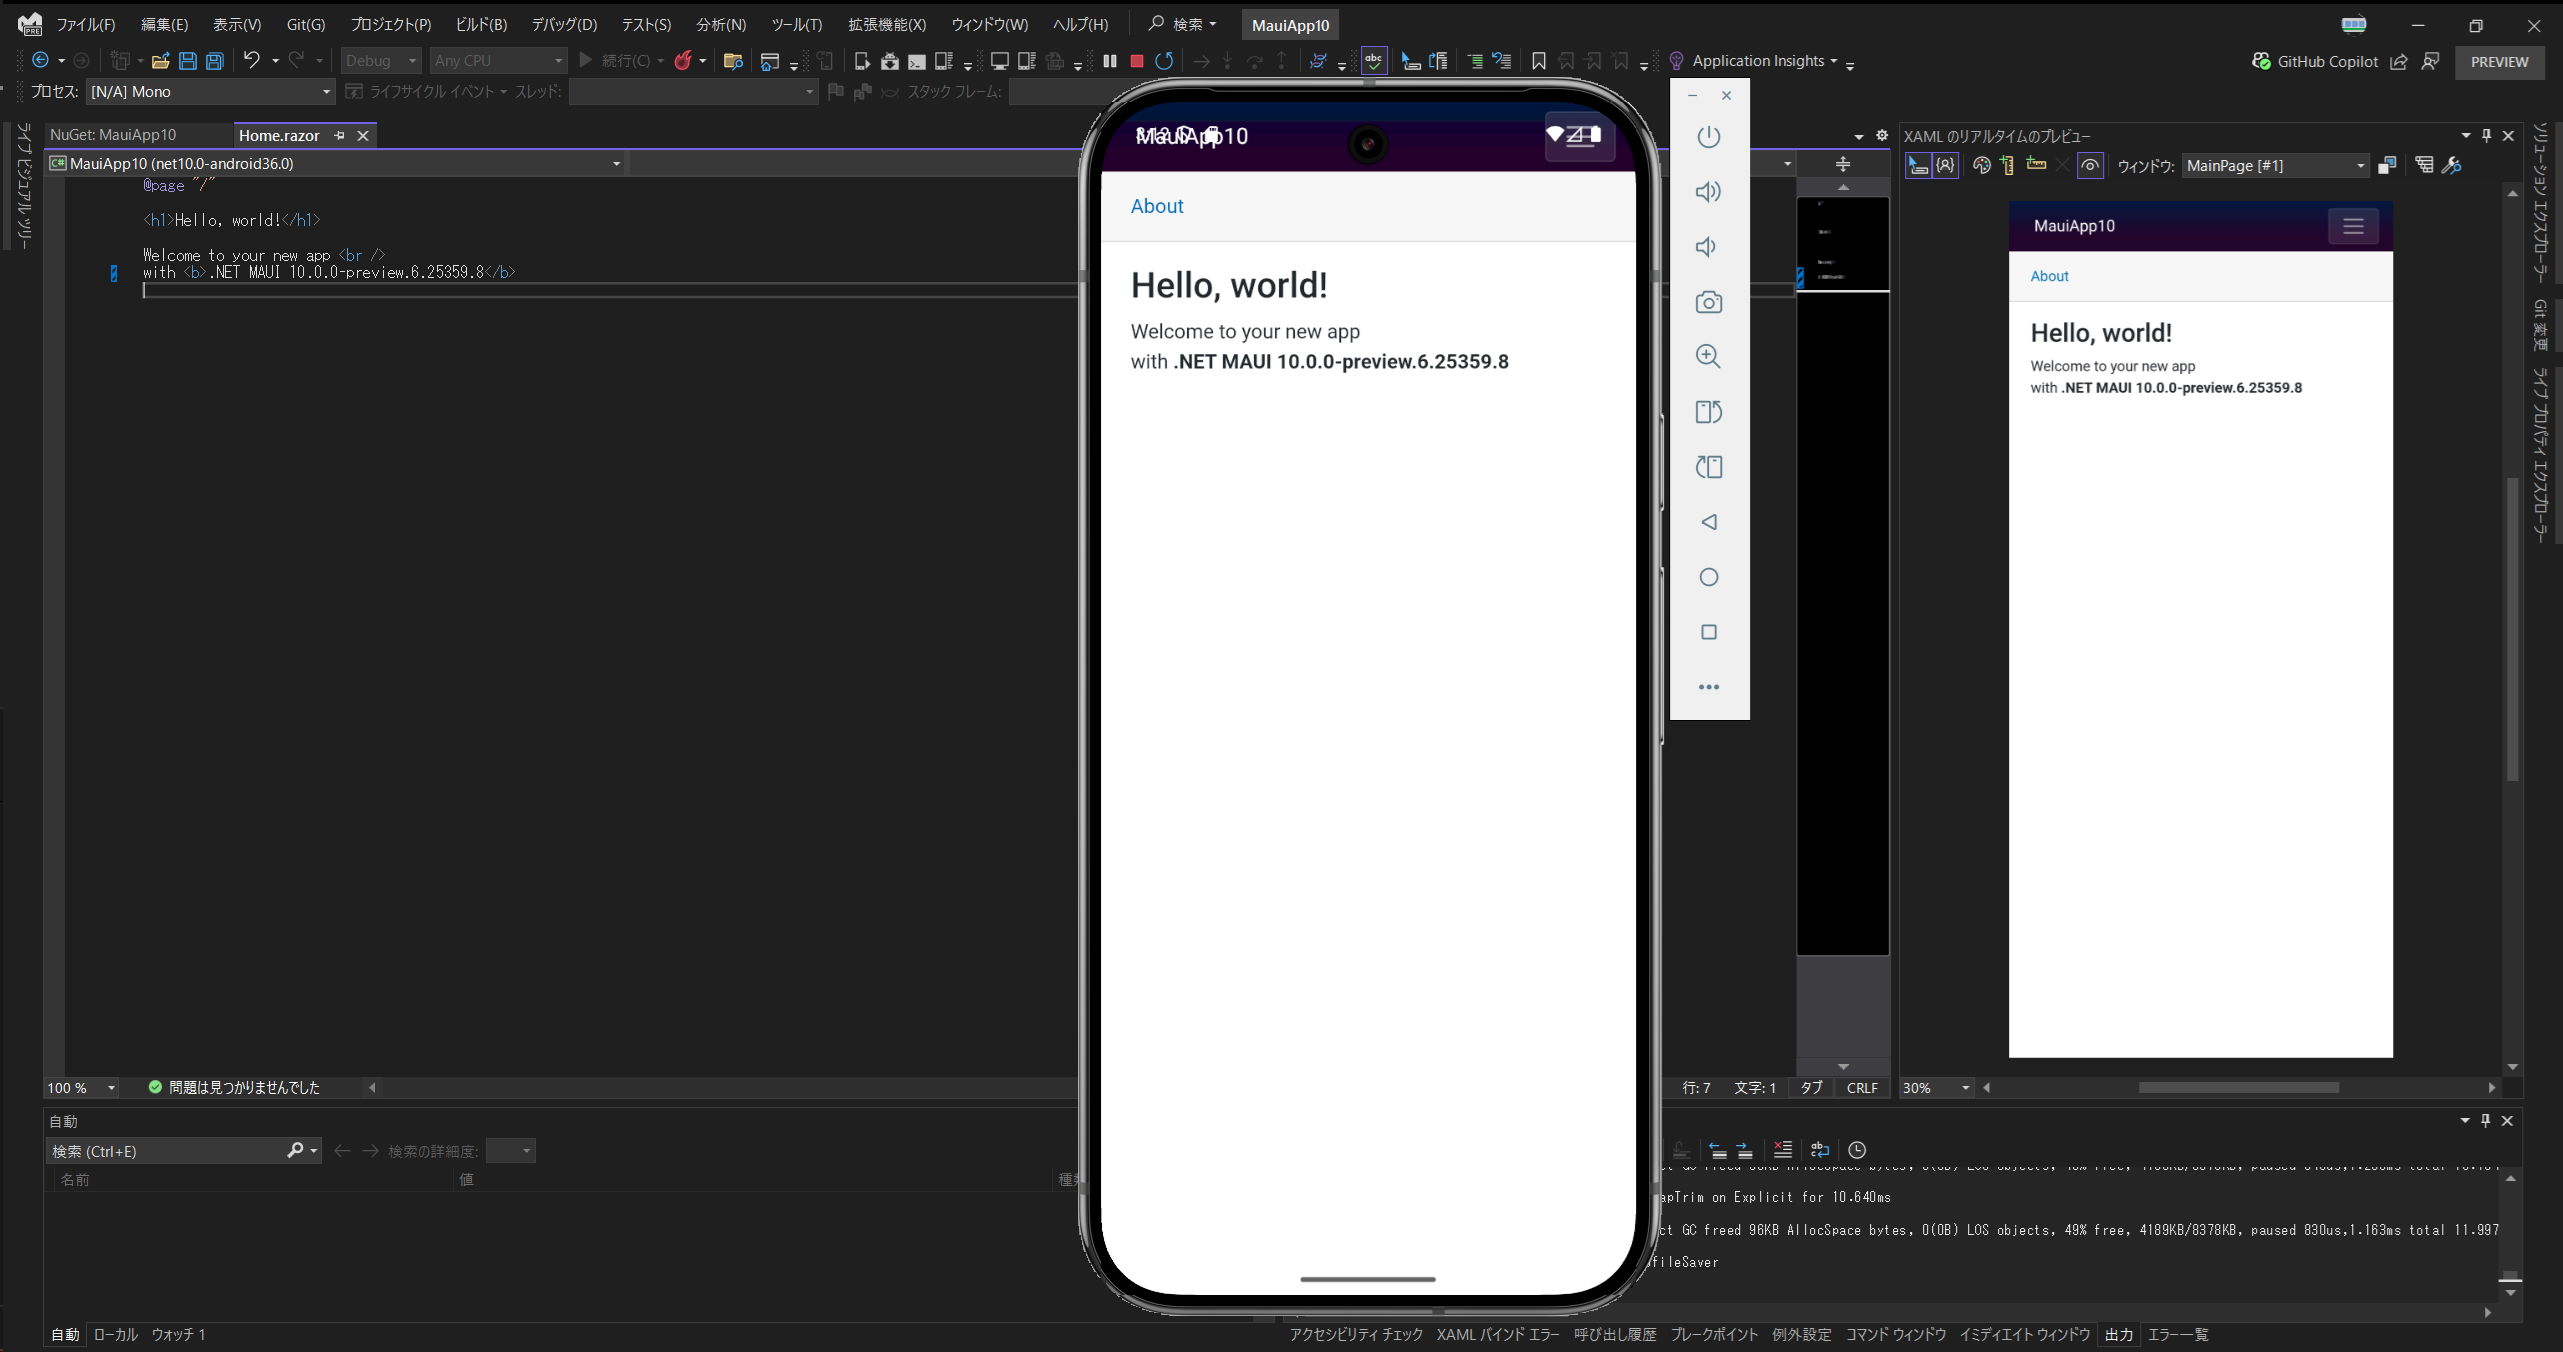 ファイル(F) 編集(E) 表示(V) Git(G) プロジェクト(P) ビルド(B) デバッグ(D) テスト(S) 分析(N) ツール(T) 拡張機能(X) ウィンドウ(W) ヘルプ(H) 検索 MauiApp10
Debug Any CPU 続行(C) Application Insights GitHub Copilot PREVIEW
プロセス: [N/A] Mono ライフサイクル イベント スレッド: スタック フレーム:
ライブ ビジュアル ツリー
NuGet: MauiApp10 Home.razor
MauiApp10 (net10.0-android36.0)
@page "/"
<h1>Hello, world!</h1>
Welcome to your new app <br />
with <b>.NET MAUI 10.0.0-preview.6.25359.8</b>
100 % 問題は見つかりませんでした
行: 7 文字: 1 タブ CRLF
MauiApp10
About
Hello, world!
Welcome to your new app
with .NET MAUI 10.0.0-preview.6.25359.8
XAML のリアルタイムのプレビュー
ウィンドウ: MainPage [#1]
MauiApp10
About
Hello, world!
Welcome to your new app
with .NET MAUI 10.0.0-preview.6.25359.8
30%
ソリューション エクスプローラー
Git 変更
ライブ プロパティ エクスプローラー
自動
検索 (Ctrl+E) 検索の詳細度:
名前 値
apTrim on Explicit for 10.640ms
ct GC freed 96KB AllocSpace bytes, 0(0B) LOS objects, 49% free, 4189KB/8378KB, paused 830us,1.163ms total 11.997
ofileSaver
自動 ローカル ウォッチ 1
アクセシビリティ チェック XAML バインド エラー 呼び出し履歴 ブレークポイント 例外設定 コマンド ウィンドウ イミディエイト ウィンドウ 出力 エラー一覧